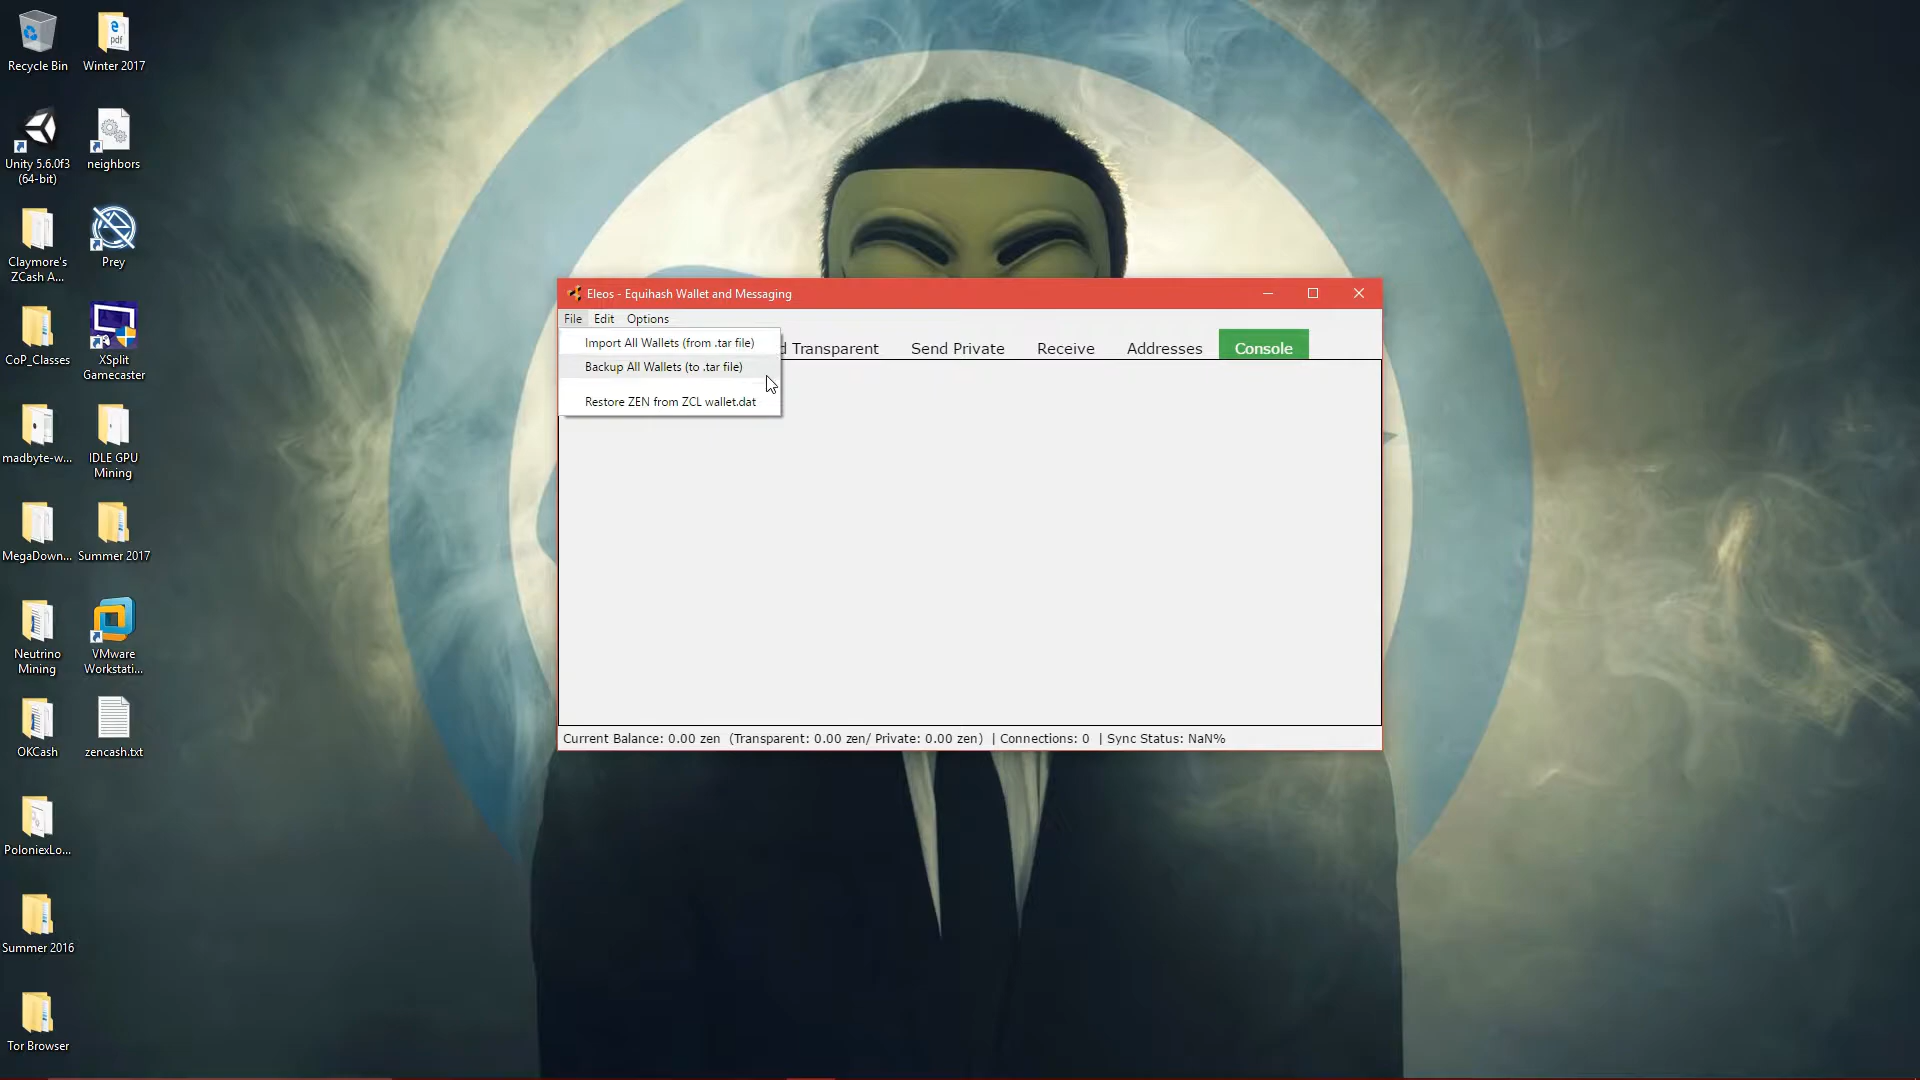 Recycle Bin
Winter 2017
Unity 5.6.0f3
(64-bit)
neighbors
Claymore's
ZCash A...
Prey
CoP_Classes
XSplit
Gamecaster
madbyte-w...
IDLE GPU
Mining
MegaDown...
Summer 2017
Neutrino
Mining
VMware
Workstati...
OKCash
zencash.txt
PoloniexLo...
Summer 2016
Tor Browser
pdf
Eleos - Equihash Wallet and Messaging
File Edit Options
Import All Wallets (from .tar file)
Backup All Wallets (to .tar file)
Restore ZEN from ZCL wallet.dat
d Transparent Send Private Receive Addresses Console
Current Balance: 0.00 zen (Transparent: 0.00 zen/ Private: 0.00 zen) | Connections: 0 | Sync Status: NaN%